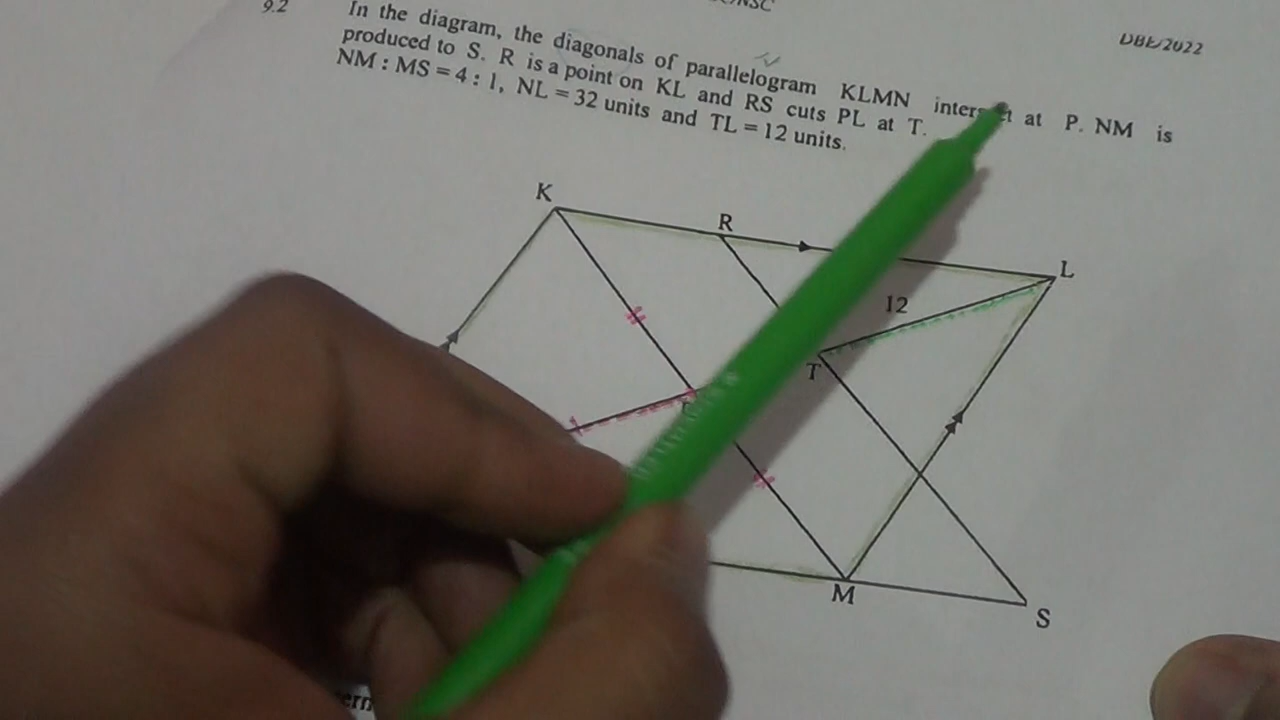 DBE/2022
9.2 In the diagram, the diagonals of parallelogram KLMN intersect at P. NM is
produced to S. R is a point on KL and RS cuts PL at T.
NM : MS = 4 : 1, NL = 32 units and TL = 12 units.
K
R
L
12
T
M
S